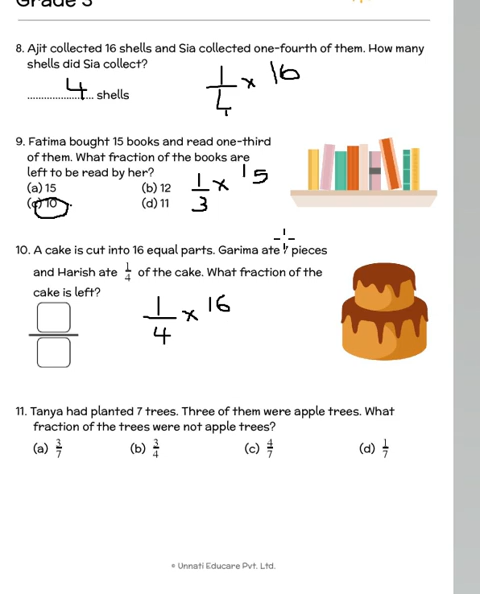 Grade 3
8. Ajit collected 16 shells and Sia collected one-fourth of them. How many
shells did Sia collect?
4 shells
1/4 × 16
9. Fatima bought 15 books and read one-third
of them. What fraction of the books are
left to be read by her?
(a) 15 (b) 12
(c) 10 (d) 11
1/3 × 15
10. A cake is cut into 16 equal parts. Garima ate pieces
and Harish ate 1/4 of the cake. What fraction of the
cake is left?
1/4 × 16
11. Tanya had planted 7 trees. Three of them were apple trees. What
fraction of the trees were not apple trees?
(a) 3/7 (b) 3/4 (c) 4/7 (d) 1/7
© Unnati Educare Pvt. Ltd.